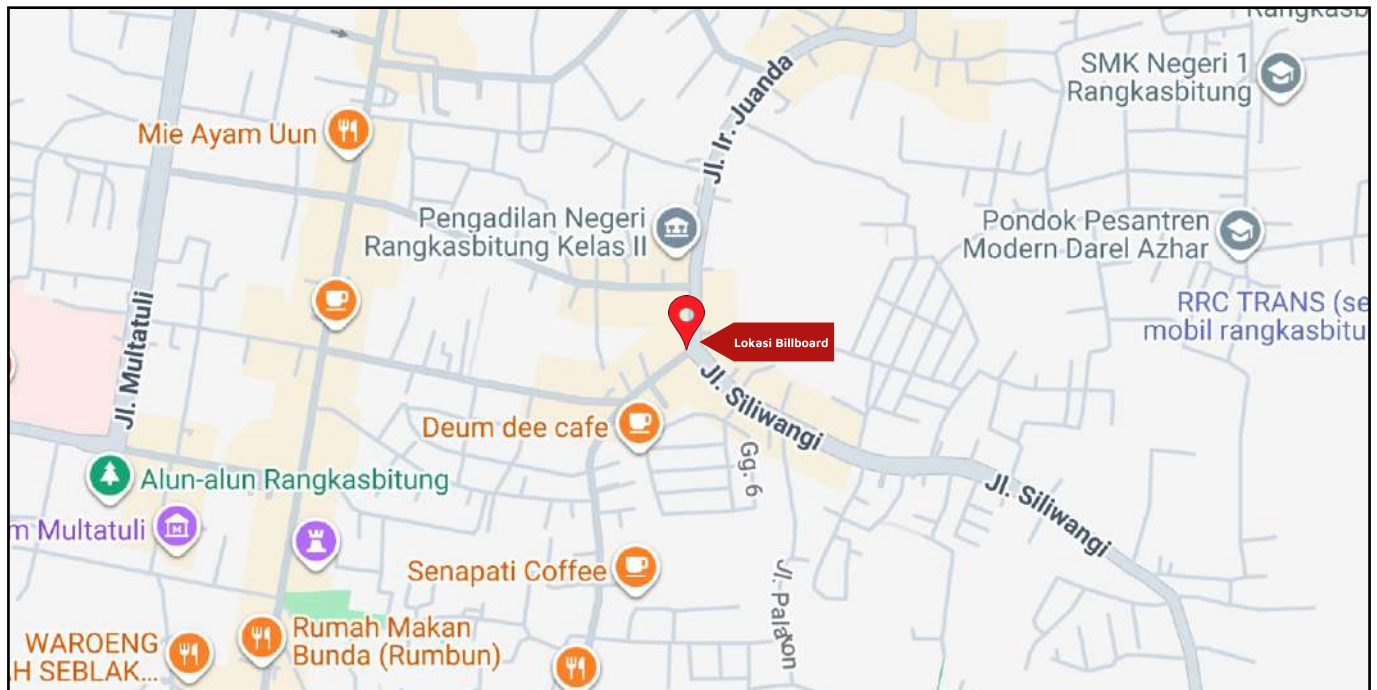 Rangkasb
SMK Negeri 1
Rangkasbitung
Jl. Ir. Juanda
Mie Ayam Uun
Pengadilan Negeri
Rangkasbitung Kelas II
Pondok Pesantren
Modern Darel Azhar
RRC TRANS (se
mobil rangkasbitu
Jl. Multatuli
Lokasi Billboard
Jl. Siliwangi
Deum dee cafe
Gg. 6
Alun-alun Rangkasbitung
Jl. Siliwangi
m Multatuli
Senapati Coffee
Jl. Palaton
Rumah Makan
Bunda (Rumbun)
WAROENG
H SEBLAK...